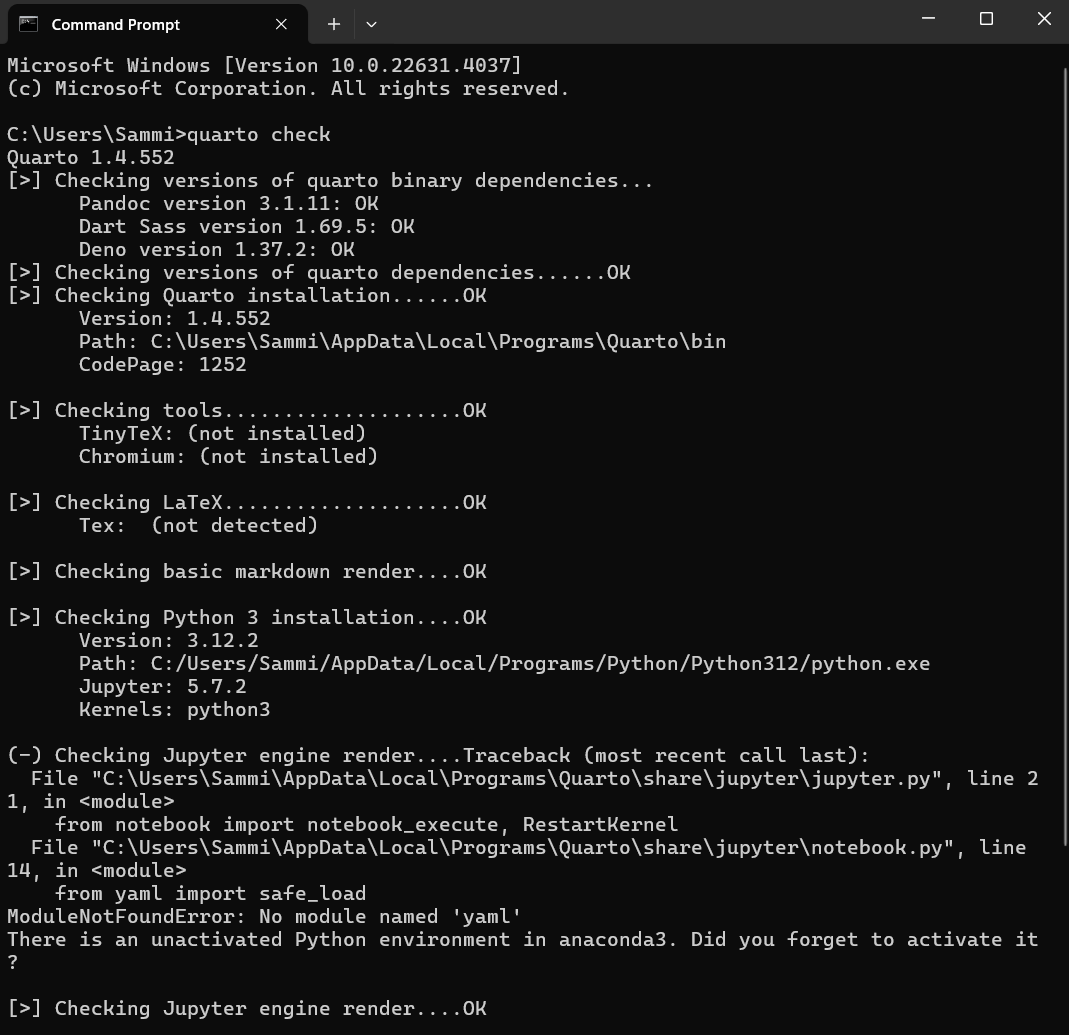 Command Prompt
Microsoft Windows [Version 10.0.22631.4037]
(c) Microsoft Corporation. All rights reserved.
C:\Users\Sammi>quarto check
Quarto 1.4.552
[>] Checking versions of quarto binary dependencies...
Pandoc version 3.1.11: OK
Dart Sass version 1.69.5: OK
Deno version 1.37.2: OK
[>] Checking versions of quarto dependencies......OK
[>] Checking Quarto installation......OK
Version: 1.4.552
Path: C:\Users\Sammi\AppData\Local\Programs\Quarto\bin
CodePage: 1252
[>] Checking tools....................OK
TinyTeX: (not installed)
Chromium: (not installed)
[>] Checking LaTeX....................OK
Tex:  (not detected)
[>] Checking basic markdown render....OK
[>] Checking Python 3 installation....OK
Version: 3.12.2
Path: C:/Users/Sammi/AppData/Local/Programs/Python/Python312/python.exe
Jupyter: 5.7.2
Kernels: python3
(-) Checking Jupyter engine render....Traceback (most recent call last):
File "C:\Users\Sammi\AppData\Local\Programs\Quarto\share\jupyter\jupyter.py", line 2
1, in <module>
from notebook import notebook_execute, RestartKernel
File "C:\Users\Sammi\AppData\Local\Programs\Quarto\share\jupyter\notebook.py", line
14, in <module>
from yaml import safe_load
ModuleNotFoundError: No module named 'yaml'
There is an unactivated Python environment in anaconda3. Did you forget to activate it
?
[>] Checking Jupyter engine render....OK